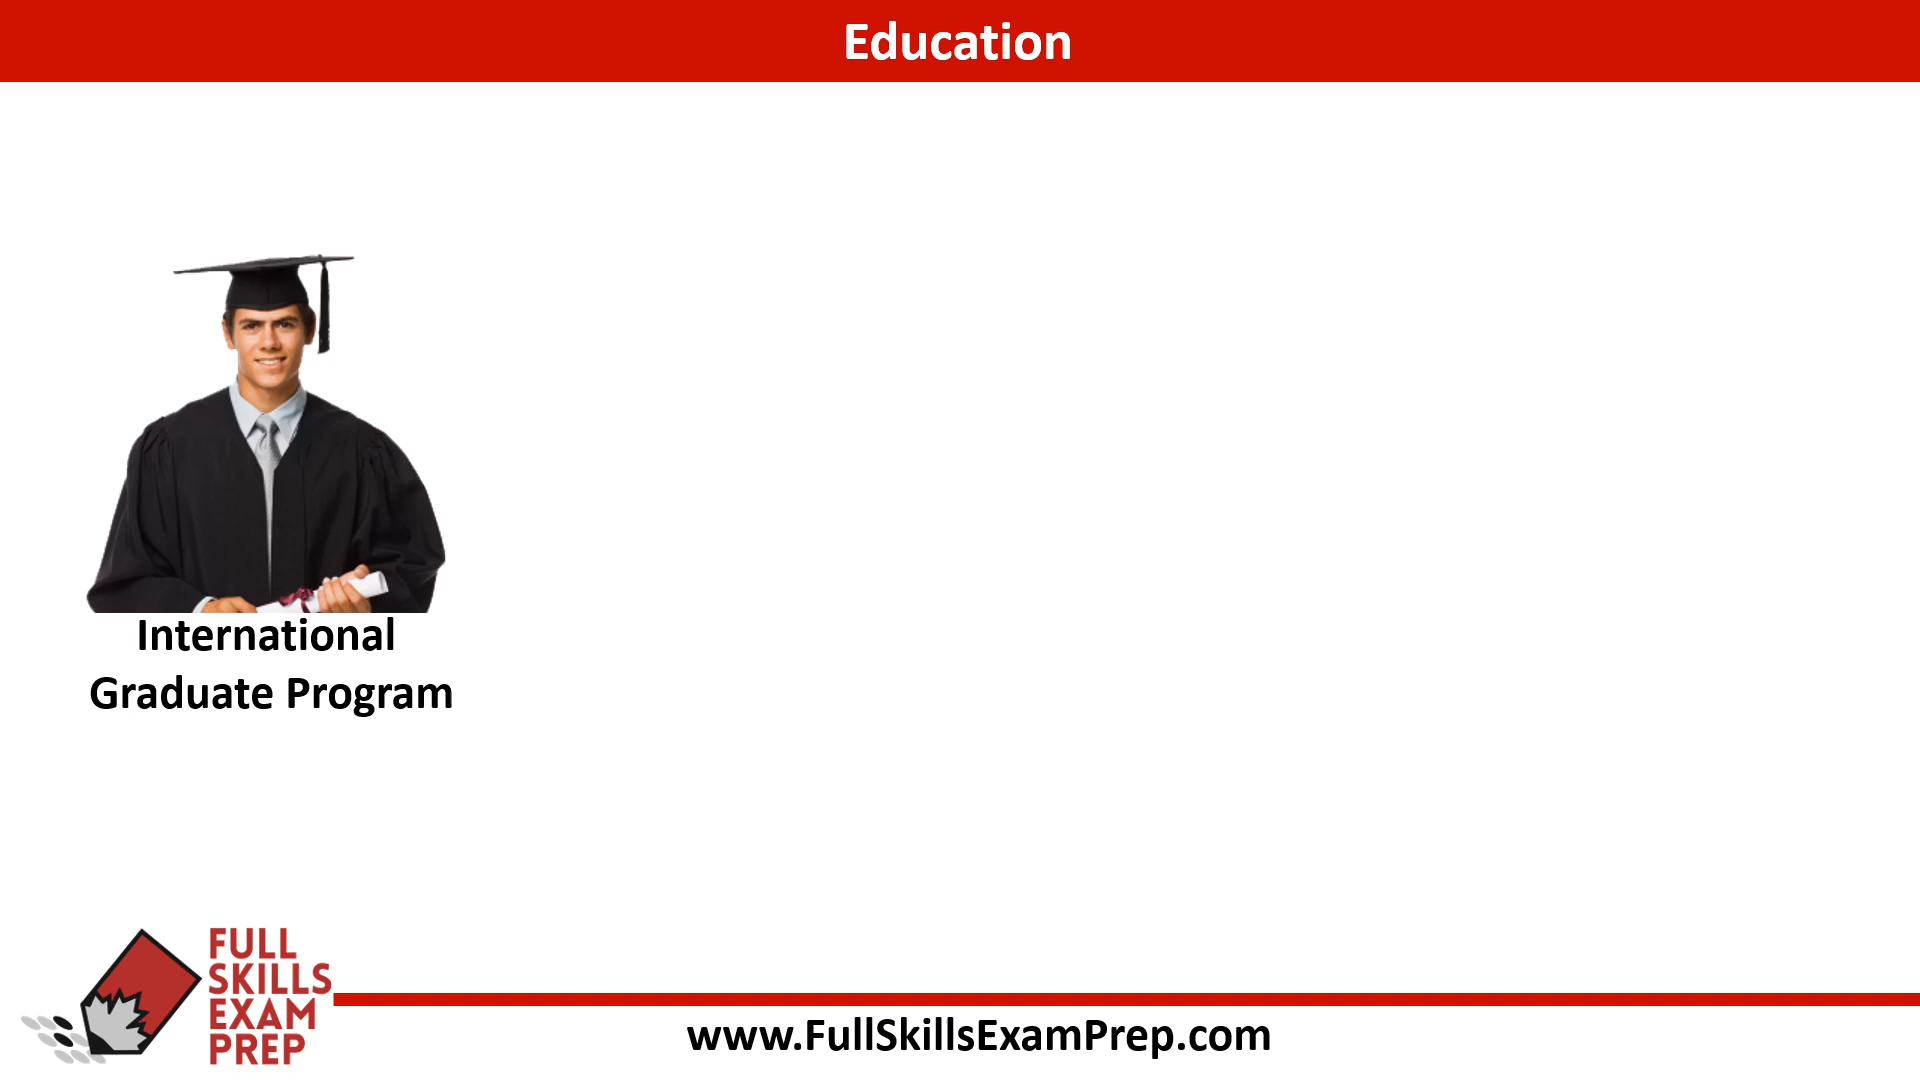 Education
International
Graduate Program
FULL
SKILLS
EXAM
PREP
www.FullSkillsExamPrep.com